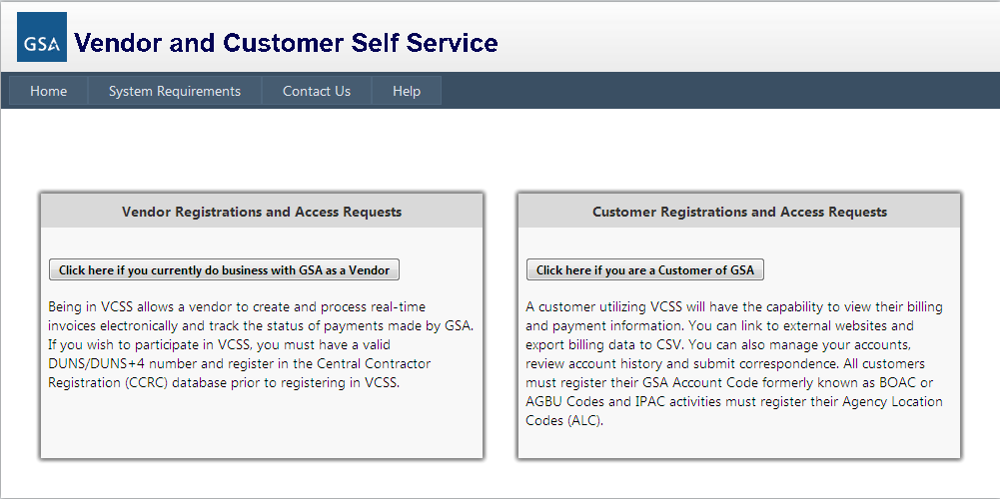 GSA Vendor and Customer Self Service
Home System Requirements Contact Us Help
Vendor Registrations and Access Requests
Click here if you currently do business with GSA as a Vendor
Being in VCSS allows a vendor to create and process real-time
invoices electronically and track the status of payments made by GSA.
If you wish to participate in VCSS, you must have a valid
DUNS/DUNS+4 number and register in the Central Contractor
Registration (CCRC) database prior to registering in VCSS.
Customer Registrations and Access Requests
Click here if you are a Customer of GSA
A customer utilizing VCSS will have the capability to view their billing
and payment information. You can link to external websites and
export billing data to CSV. You can also manage your accounts,
review account history and submit correspondence. All customers
must register their GSA Account Code formerly known as BOAC or
AGBU Codes and IPAC activities must register their Agency Location
Codes (ALC).